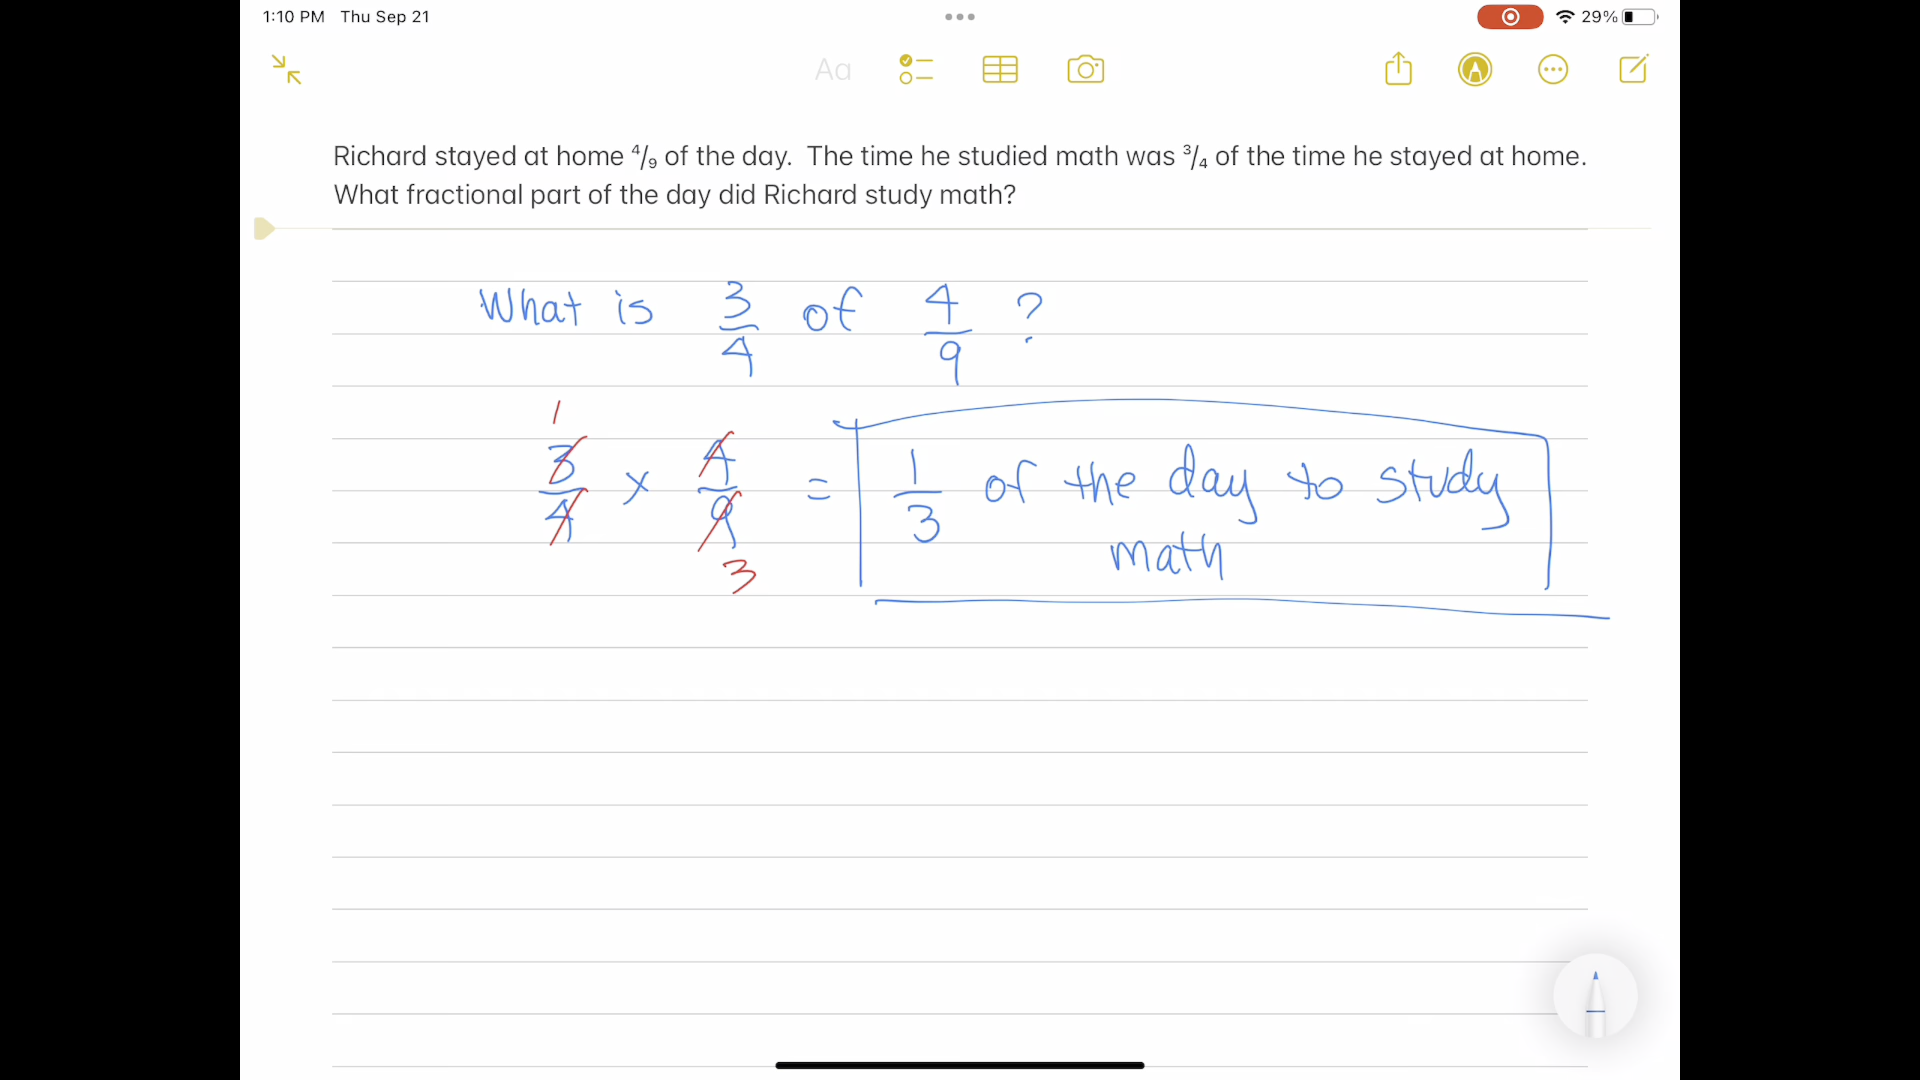 1:10 PM Thu Sep 21
29%
Aa
Richard stayed at home 4/9 of the day. The time he studied math was 3/4 of the time he stayed at home.
What fractional part of the day did Richard study math?
What is 3/4 of 4/9 ?
1
3/4 x 4/9 = 1/3 of the day to study
math
3